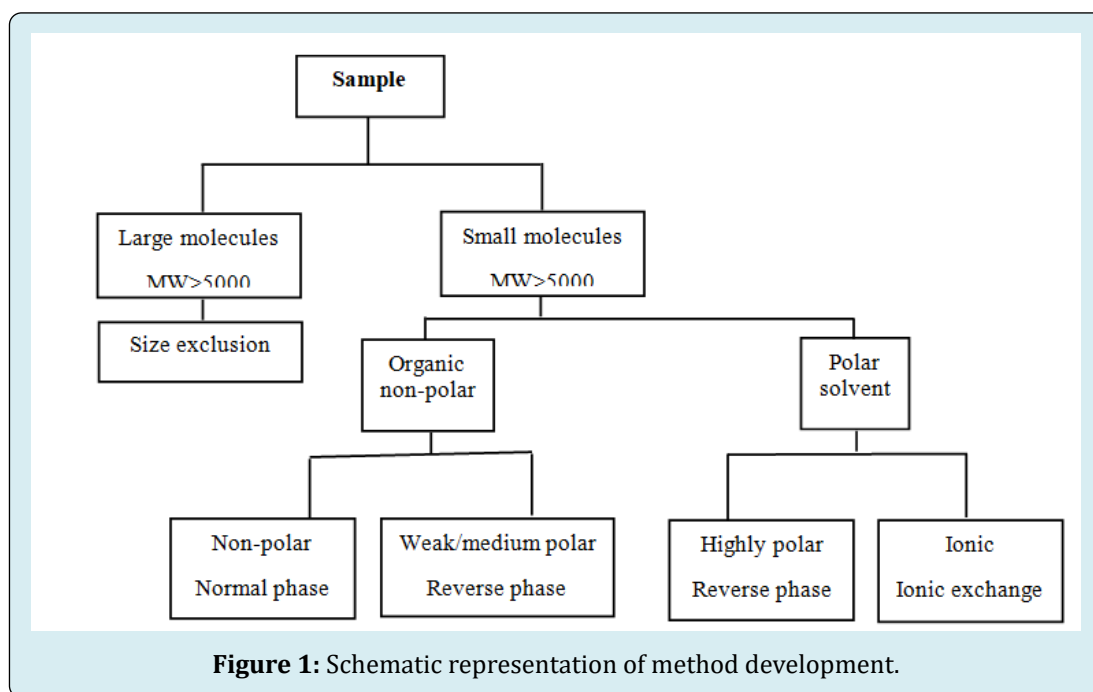 Sample
Large molecules
MW>5000
Small molecules
MW>5000
Size exclusion
Organic
non-polar
Polar
solvent
Non-polar
Normal phase
Weak/medium polar
Reverse phase
Highly polar
Reverse phase
Ionic
Ionic exchange
Figure 1: Schematic representation of method development.